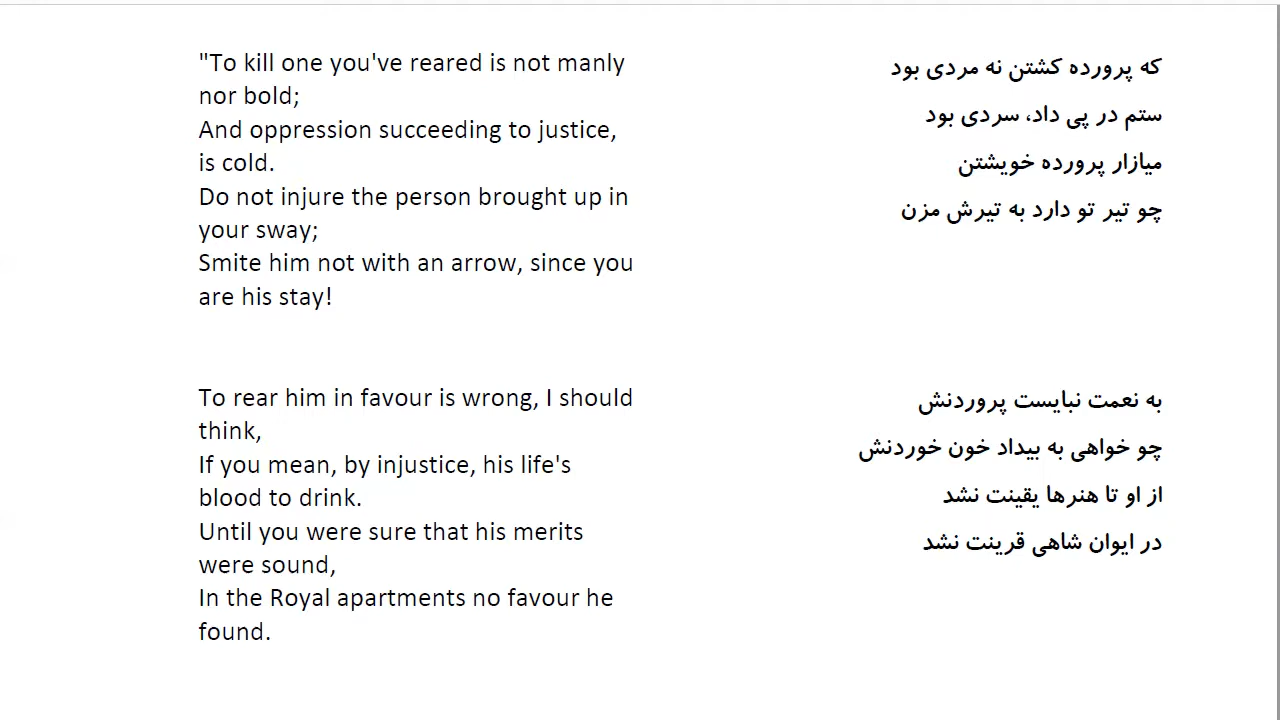 "To kill one you've reared is not manly
nor bold;
And oppression succeeding to justice,
is cold.
Do not injure the person brought up in
your sway;
Smite him not with an arrow, since you
are his stay!
که پرورده کشتن نه مردی بود
ستم در پی داد، سردی بود
میازار پرورده خویشتن
چو تیر تو دارد به تیرش مزن
To rear him in favour is wrong, I should
think,
If you mean, by injustice, his life's
blood to drink.
Until you were sure that his merits
were sound,
In the Royal apartments no favour he
found.
به نعمت نبایست پروردنش
چو خواهی به بیداد خون خوردنش
از او تا هنرها یقینت نشد
در ایوان شاهی قرینت نشد